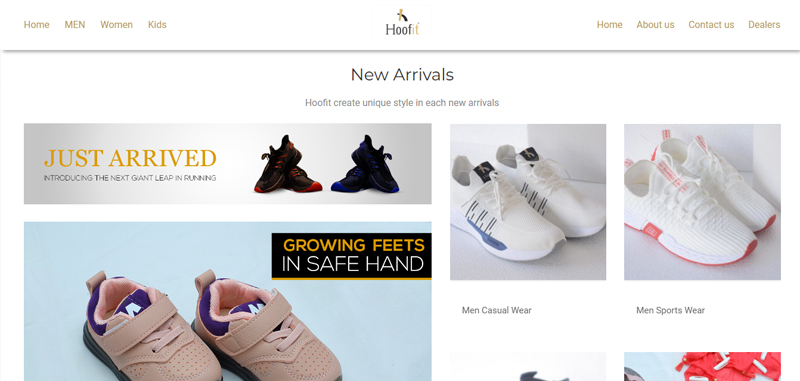 Home MEN Women Kids
Hoofit
Home About us Contact us Dealers
New Arrivals
Hoofit create unique style in each new arrivals
JUST ARRIVED
INTRODUCING THE NEXT GIANT LEAP IN RUNNING
GROWING FEETS
IN SAFE HAND
Men Casual Wear
Men Sports Wear